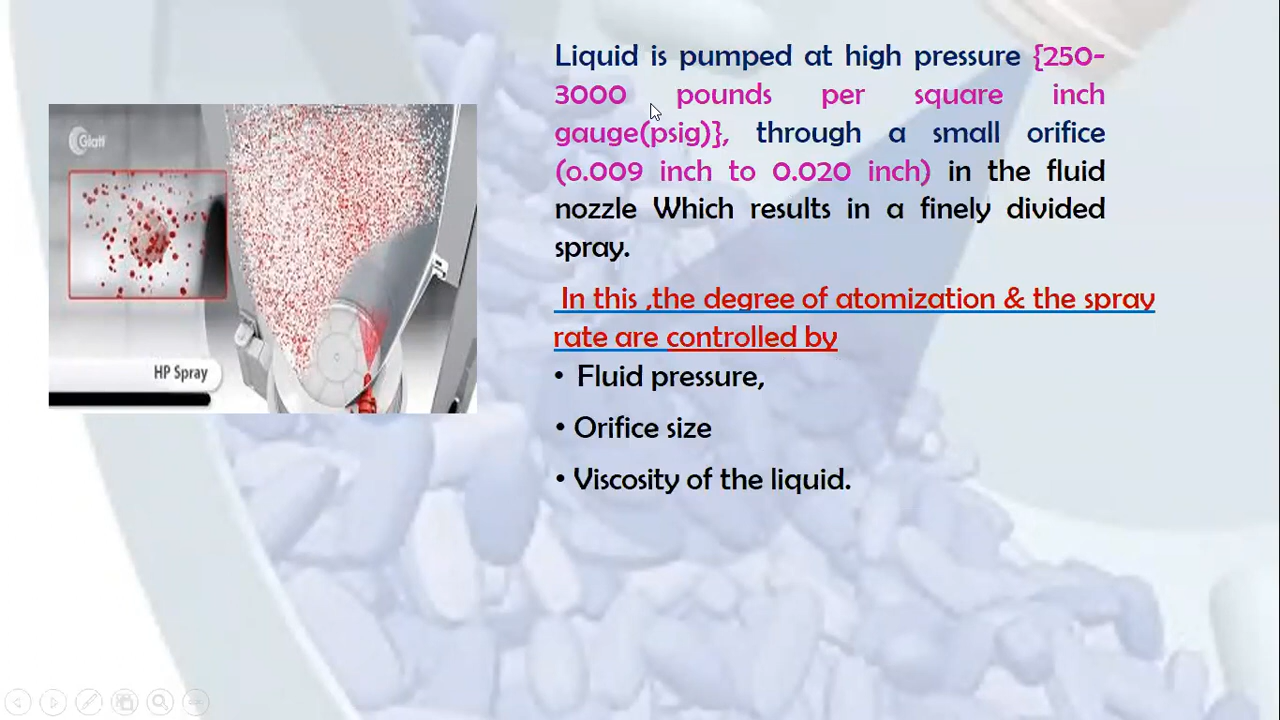 Liquid is pumped at high pressure {250-
3000 pounds per square inch
gauge(psig)}, through a small orifice
(0.009 inch to 0.020 inch) in the fluid
nozzle Which results in a finely divided
spray.
In this ,the degree of atomization & the spray
rate are controlled by
• Fluid pressure,
• Orifice size
• Viscosity of the liquid.
Glatt
HP Spray